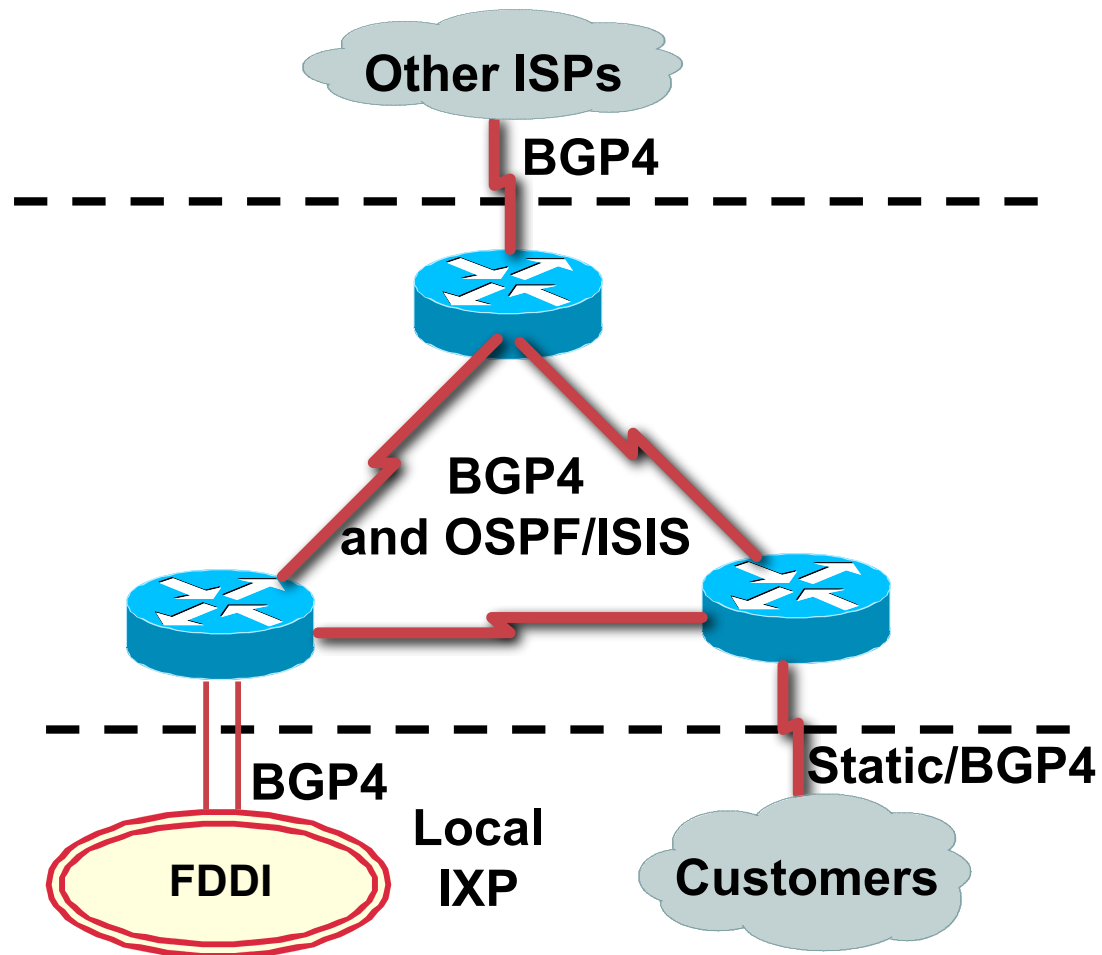 Other ISPs
BGP4
BGP4
and OSPF/ISIS
Static/BGP4
BGP4
Local
IXP
FDDI
Customers